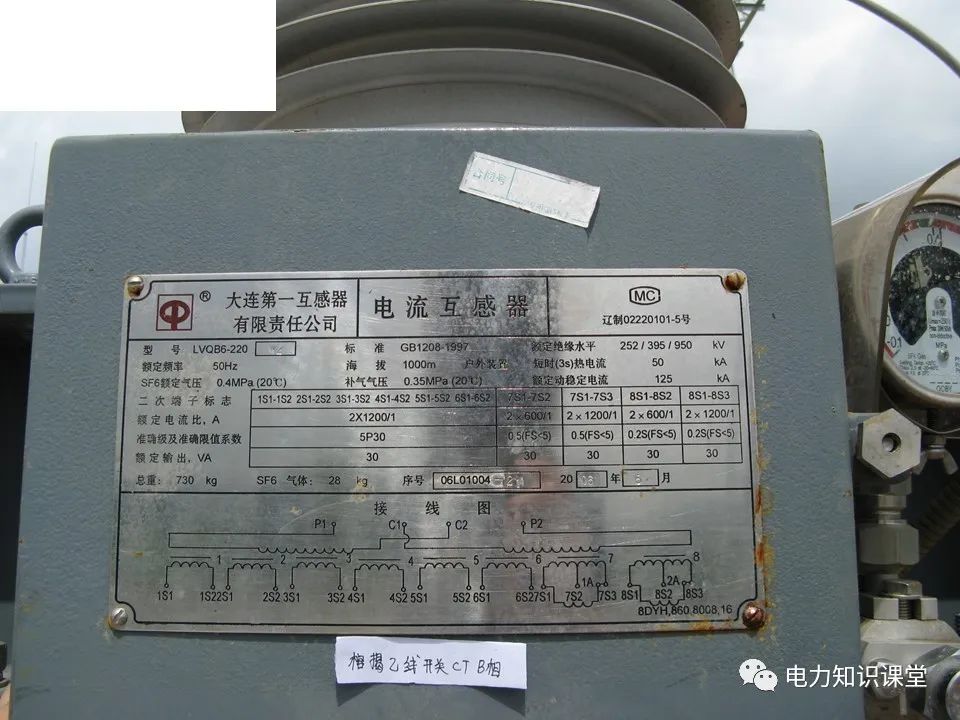 合同号
大连第一互感器
有限责任公司
®
电流互感器
MC
辽制02220101-5号
型号 LVQB6-220 标准 GB1208-1997 额定绝缘水平 252/395/950 kV
额定频率 50Hz 海拔 1000m 户外装置 短时(3s)热电流 50 kA
SF6额定气压 0.4MPa(20℃) 补气气压 0.35MPa(20℃) 额定动稳定电流 125 kA
二次端子标志 1S1-1S2 2S1-2S2 3S1-3S2 4S1-4S2 5S1-5S2 6S1-6S2 7S1-7S2 7S1-7S3 8S1-8S2 8S1-8S3
额定电流比, A 2X1200/1 2×600/1 2×1200/1 2×600/1 2×1200/1
准确级及准确限值系数 5P30 0.5(FS<5) 0.5(FS<5) 0.2S(FS<5) 0.2S(FS<5)
额定输出, VA 30 30 30 30 30
总重: 730 kg SF6 气体: 28 kg 序号 06L01004 20 年 月
接线图
P1 C1 C2 P2
1 2 3 4 5 6 7 8
1S1 1S2 2S1 2S2 3S1 3S2 4S1 4S2 5S1 5S2 6S1 6S2 7S1 7S2 1A 7S3 8S1 8S2 2A 8S3
8DYH.860.8008.16
MPa
-0.1
SF6 Gas
梧揭乙线开关CT B相
电力知识课堂